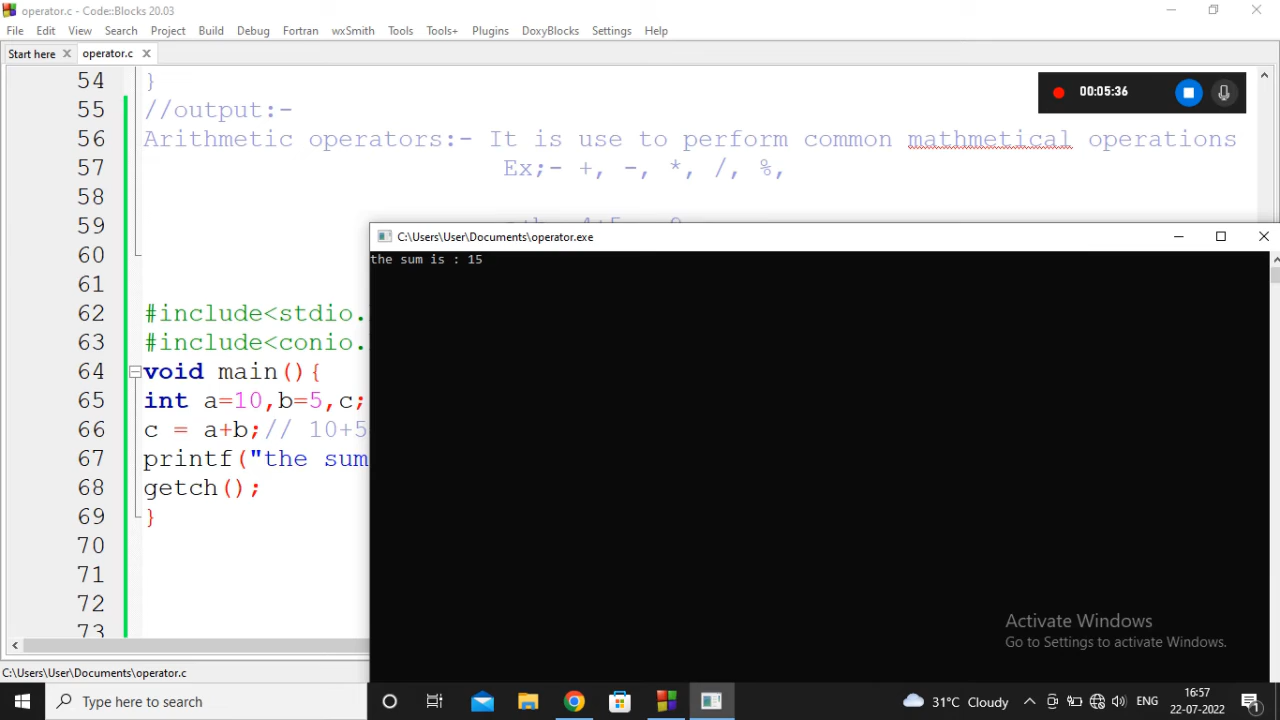 operator.c - Code::Blocks 20.03
File Edit View Search Project Build Debug Fortran wxSmith Tools Tools+ Plugins DoxyBlocks Settings Help
Start here operator.c
00:05:36
54 }
55 //output:-
56 Arithmetic operators:- It is use to perform common mathmetical operations
57 Ex;- +, -, *, /, %,
58
59
60
61
62 #include<stdio.
63 #include<conio.
64 void main(){
65 int a=10,b=5,c;
66 c = a+b;// 10+5
67 printf("the sum
68 getch();
69 }
70
71
72
73
C:\Users\User\Documents\operator.exe
the sum is : 15
Activate Windows
Go to Settings to activate Windows.
C:\Users\User\Documents\operator.c
Type here to search
31°C Cloudy
ENG
16:57
22-07-2022
1